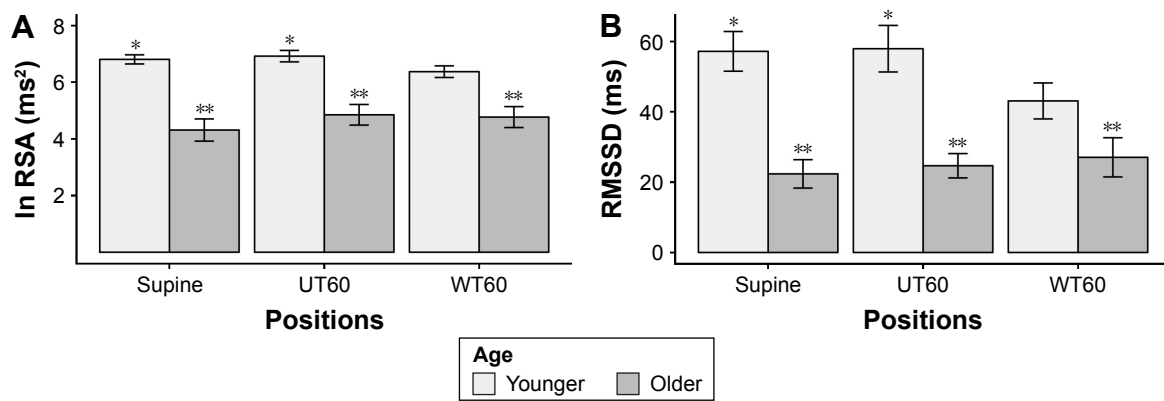 A
ln RSA (ms²)
8
6
4
2
*
**
*
**
**
Supine
UT60
WT60
Positions
B
RMSSD (ms)
60
40
20
0
*
**
*
**
**
Supine
UT60
WT60
Positions
Age
Younger
Older